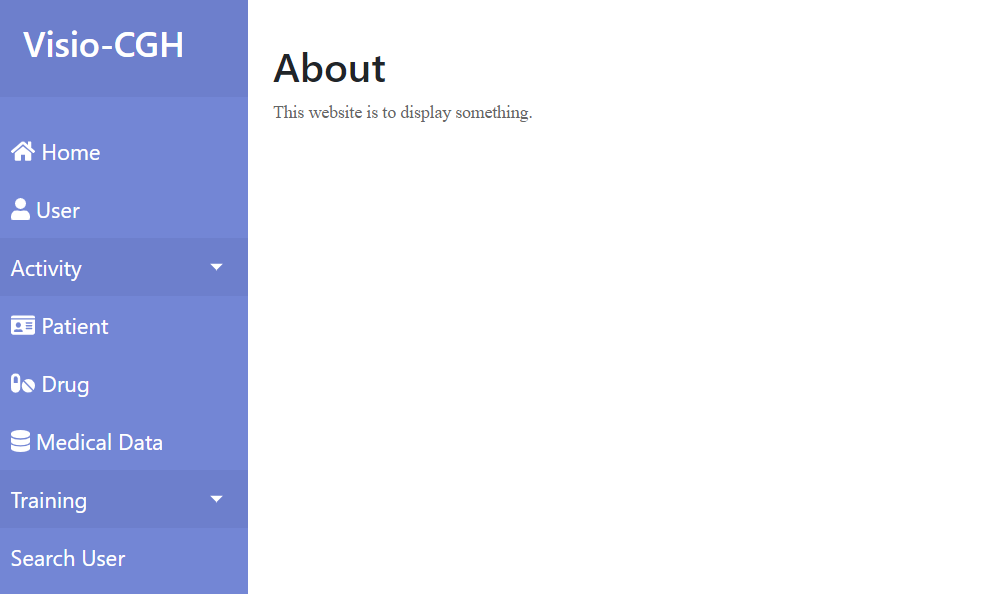 Visio-CGH
Home
User
Activity
Patient
Drug
Medical Data
Training
Search User
About
This website is to display something.